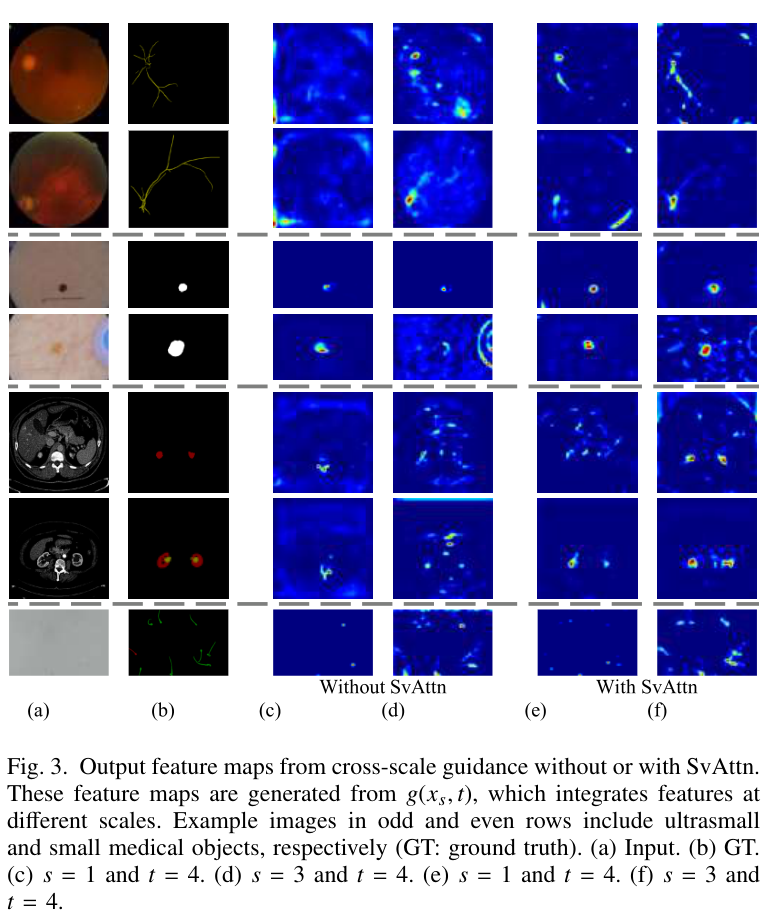 Without SvAttn With SvAttn
(a) (b) (c) (d) (e) (f)
Fig. 3. Output feature maps from cross-scale guidance without or with SvAttn.
These feature maps are generated from g(xₛ, t), which integrates features at
different scales. Example images in odd and even rows include ultrasmall
and small medical objects, respectively (GT: ground truth). (a) Input. (b) GT.
(c) s = 1 and t = 4. (d) s = 3 and t = 4. (e) s = 1 and t = 4. (f) s = 3 and
t = 4.